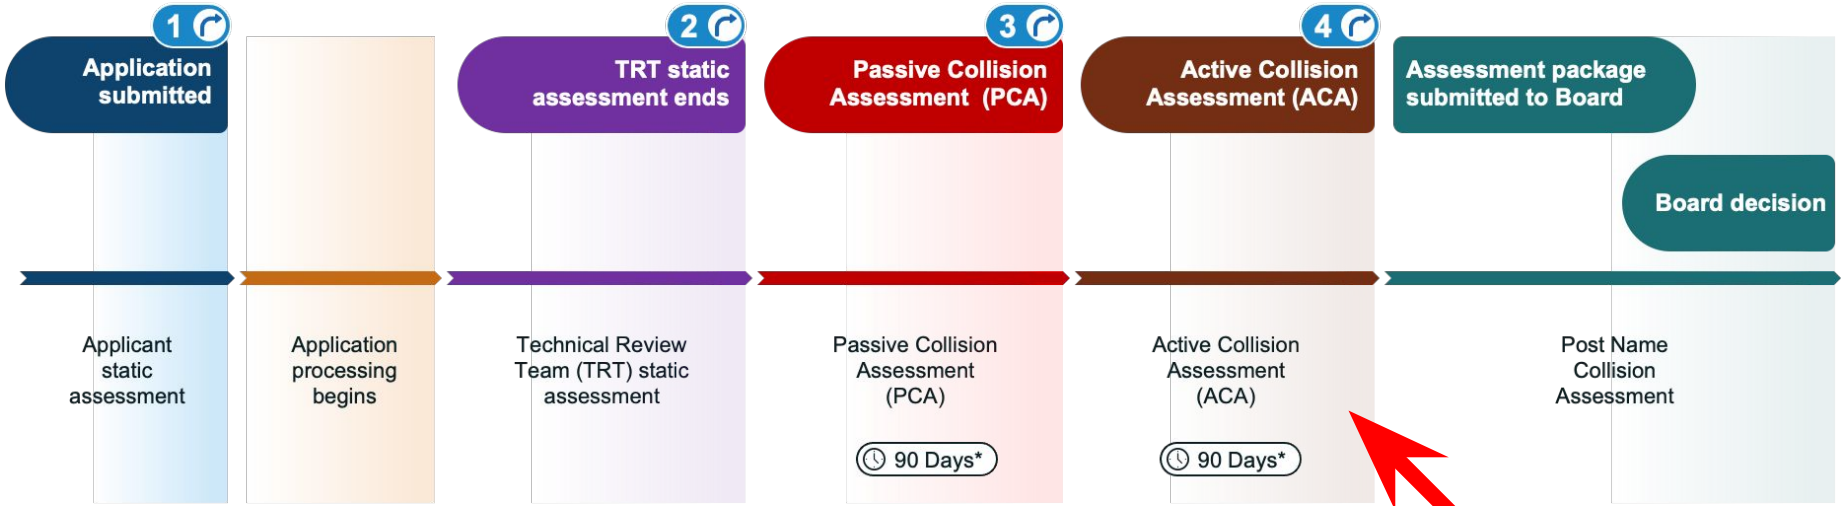 1
2
3
4
Application
submitted
TRT static
assessment ends
Passive Collision
Assessment (PCA)
Active Collision
Assessment (ACA)
Assessment package
submitted to Board
Board decision
Applicant
static
assessment
Application
processing
begins
Technical Review
Team (TRT) static
assessment
Passive Collision
Assessment
(PCA)
90 Days*
Active Collision
Assessment
(ACA)
90 Days*
Post Name
Collision
Assessment